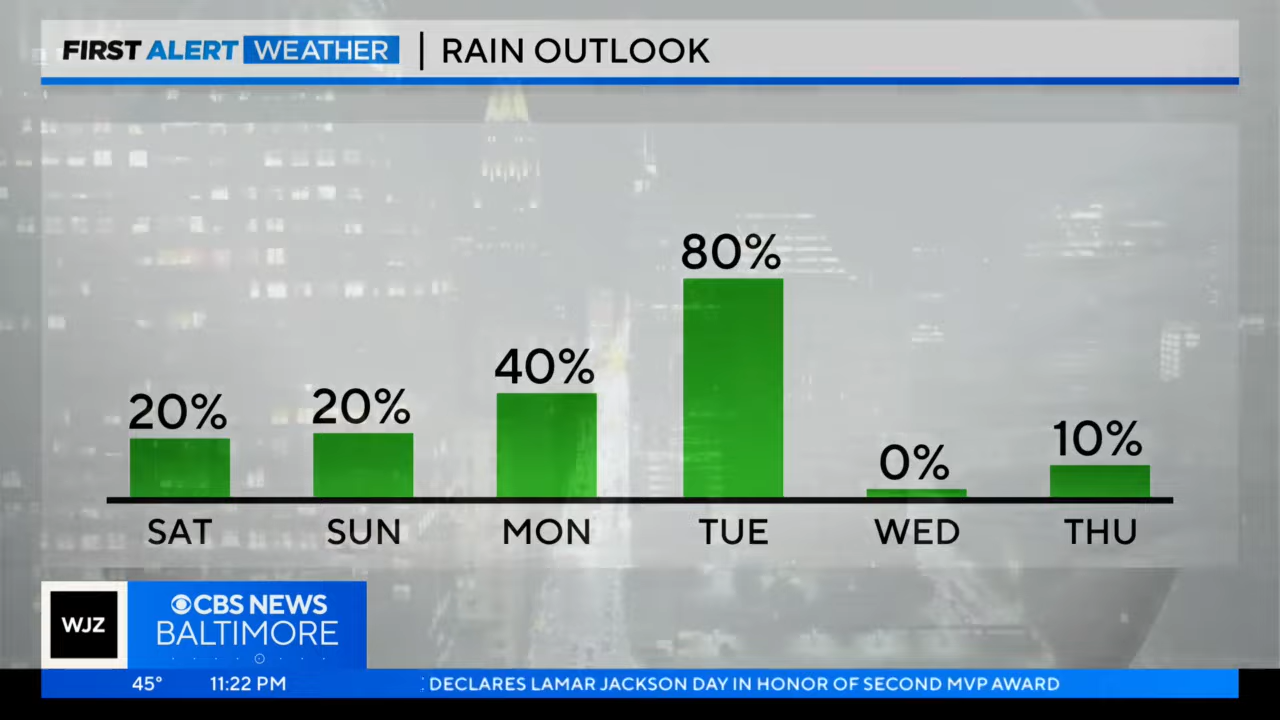 FIRST ALERT WEATHER | RAIN OUTLOOK
80%
40%
20%
20%
0%
10%
SAT SUN MON TUE WED THU
WJZ
CBS NEWS
BALTIMORE
45° 11:22 PM DECLARES LAMAR JACKSON DAY IN HONOR OF SECOND MVP AWARD